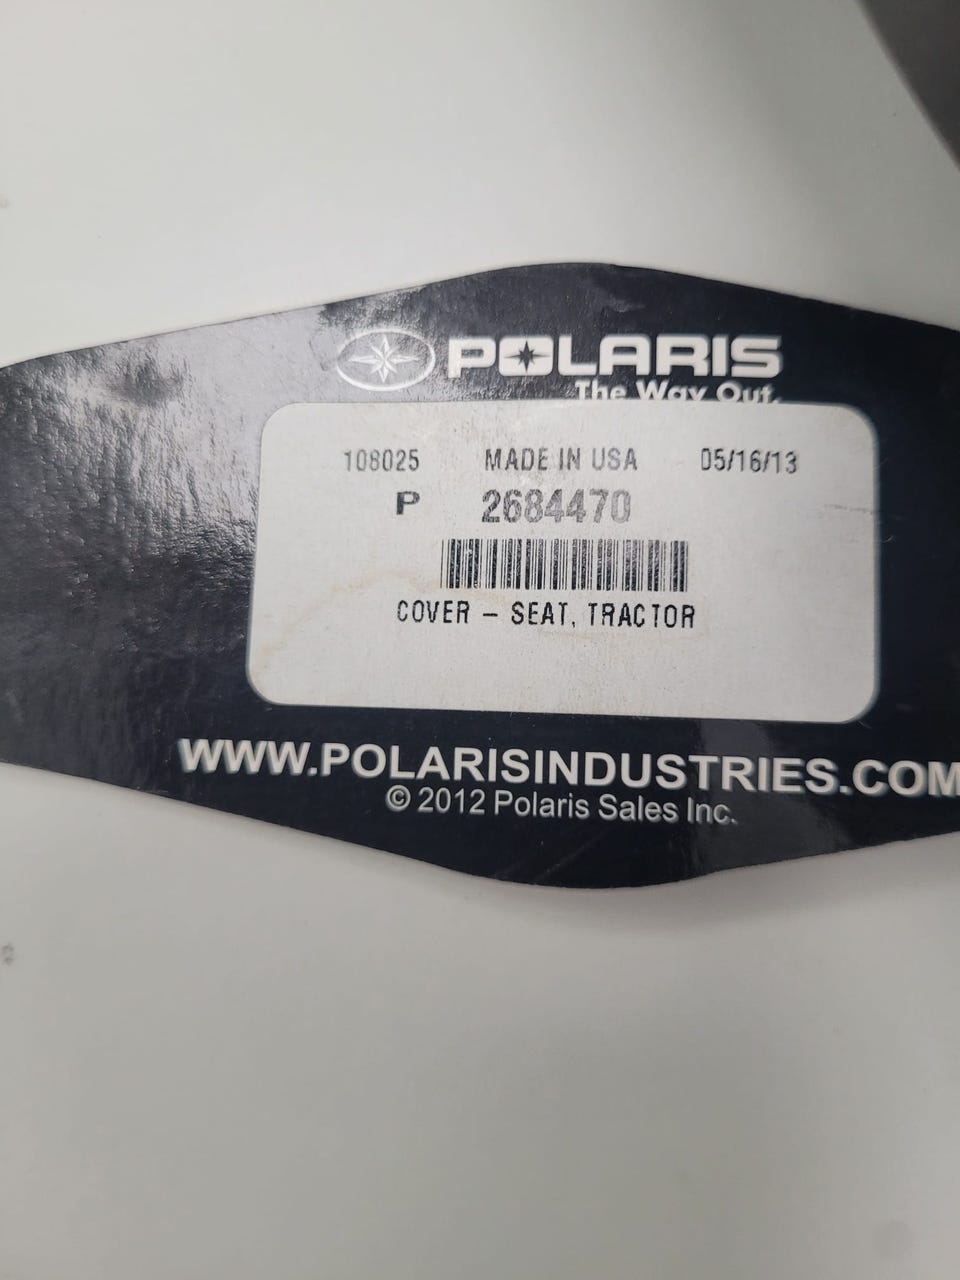 POLARIS
The Way Out.
108025 MADE IN USA 05/16/13
P 2684470
COVER - SEAT, TRACTOR
WWW.POLARISINDUSTRIES.COM
© 2012 Polaris Sales Inc.